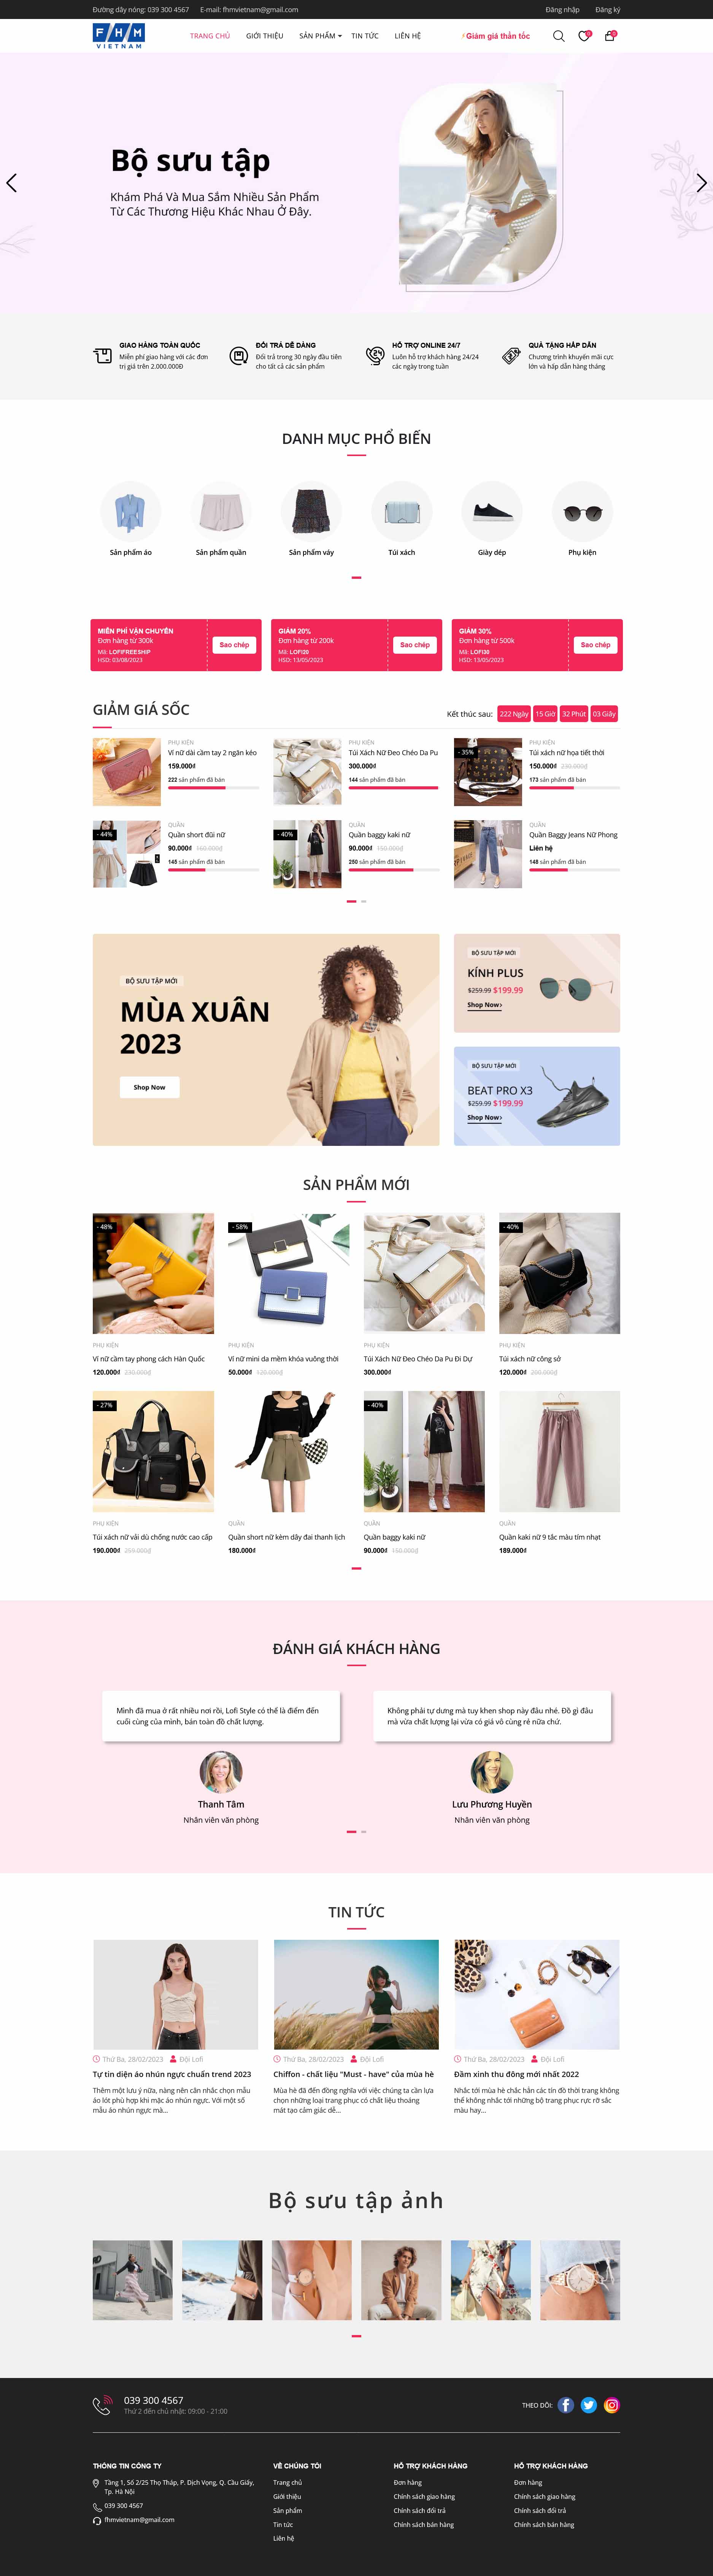 Đường dây nóng: 039 300 4567 E-mail: fhmvietnam@gmail.com Đăng nhập Đăng ký
FHM
VIETNAM
TRANG CHỦ GIỚI THIỆU SẢN PHẨM TIN TỨC LIÊN HỆ Giảm giá thần tốc 0 0
Bộ sưu tập
Khám Phá Và Mua Sắm Nhiều Sản Phẩm
Từ Các Thương Hiệu Khác Nhau Ở Đây.
GIAO HÀNG TOÀN QUỐC
Miễn phí giao hàng với các đơn
trị giá trên 2.000.000Đ
ĐỔI TRẢ DỄ DÀNG
Đổi trả trong 30 ngày đầu tiên
cho tất cả các sản phẩm
HỖ TRỢ ONLINE 24/7
Luôn hỗ trợ khách hàng 24/24
các ngày trong tuần
QUÀ TẶNG HẤP DẪN
Chương trình khuyến mãi cực
lớn và hấp dẫn hàng tháng
DANH MỤC PHỔ BIẾN
Sản phẩm áo
Sản phẩm quần
Sản phẩm váy
Túi xách
Giày dép
Phụ kiện
MIỄN PHÍ VẬN CHUYỂN
Đơn hàng từ 300k
Mã: LOFIFREESHIP
HSD: 03/08/2023
Sao chép
GIẢM 20%
Đơn hàng từ 200k
Mã: LOFI20
HSD: 13/05/2023
Sao chép
GIẢM 30%
Đơn hàng từ 500k
Mã: LOFI30
HSD: 13/05/2023
Sao chép
GIẢM GIÁ SỐC
Kết thúc sau: 222 Ngày 15 Giờ 32 Phút 03 Giây
PHỤ KIỆN
Ví nữ dài cầm tay 2 ngăn kéo
159.000₫
222 sản phẩm đã bán
PHỤ KIỆN
Túi Xách Nữ Đeo Chéo Da Pu
300.000₫
144 sản phẩm đã bán
- 35%
PHỤ KIỆN
Túi xách nữ họa tiết thời
150.000₫ 230.000₫
173 sản phẩm đã bán
- 44%
QUẦN
Quần short đũi nữ
90.000₫ 160.000₫
145 sản phẩm đã bán
- 40%
QUẦN
Quần baggy kaki nữ
90.000₫ 150.000₫
250 sản phẩm đã bán
QUẦN
Quần Baggy Jeans Nữ Phong
Liên hệ
148 sản phẩm đã bán
BỘ SƯU TẬP MỚI
MÙA XUÂN
2023
Shop Now
BỘ SƯU TẬP MỚI
KÍNH PLUS
$259.99 $199.99
Shop Now
BỘ SƯU TẬP MỚI
BEAT PRO X3
$259.99 $199.99
Shop Now
SẢN PHẨM MỚI
- 48%
PHỤ KIỆN
Ví nữ cầm tay phong cách Hàn Quốc
120.000₫ 230.000₫
- 58%
PHỤ KIỆN
Ví nữ mini da mềm khóa vuông thời
50.000₫ 120.000₫
PHỤ KIỆN
Túi Xách Nữ Đeo Chéo Da Pu Đi Dự
300.000₫
- 40%
PHỤ KIỆN
Túi xách nữ công sở
120.000₫ 200.000₫
- 27%
PHỤ KIỆN
Túi xách nữ vải dù chống nước cao cấp
190.000₫ 259.000₫
QUẦN
Quần short nữ kèm dây đai thanh lịch
180.000₫
- 40%
QUẦN
Quần baggy kaki nữ
90.000₫ 150.000₫
QUẦN
Quần kaki nữ 9 tấc màu tím nhạt
189.000₫
ĐÁNH GIÁ KHÁCH HÀNG
Mình đã mua ở rất nhiều nơi rồi, Lofi Style có thể là điểm đến
cuối cùng của mình, bán toàn đồ chất lượng.
Thanh Tâm
Nhân viên văn phòng
Không phải tự dưng mà tuy khen shop này đâu nhé. Đồ gì đâu
mà vừa chất lượng lại vừa có giá vô cùng rẻ nữa chứ.
Lưu Phương Huyền
Nhân viên văn phòng
TIN TỨC
Thứ Ba, 28/02/2023 Đội Lofi
Tự tin diện áo nhún ngực chuẩn trend 2023
Thêm một lưu ý nữa, nàng nên cân nhắc chọn mẫu
áo lót phù hợp khi mặc áo nhún ngực. Với một số
mẫu áo nhún ngực mà...
Thứ Ba, 28/02/2023 Đội Lofi
Chiffon - chất liệu "Must - have" của mùa hè
Mùa hè đã đến đồng nghĩa với việc chúng ta cần lựa
chọn những loại trang phục có chất liệu thoáng
mát tạo cảm giác dễ...
Thứ Ba, 28/02/2023 Đội Lofi
Đầm xinh thu đông mới nhất 2022
Nhắc tới mùa hè chắc hẳn các tín đồ thời trang không
thể không nhắc tới những bộ trang phục rực rỡ sắc
màu hay...
Bộ sưu tập ảnh
039 300 4567
Thứ 2 đến chủ nhật: 09:00 - 21:00
THEO DÕI:
THÔNG TIN CÔNG TY
Tầng 1, Số 2/25 Thọ Tháp, P. Dịch Vọng, Q. Cầu Giấy,
Tp. Hà Nội
039 300 4567
fhmvietnam@gmail.com
VỀ CHÚNG TÔI
Trang chủ
Giới thiệu
Sản phẩm
Tin tức
Liên hệ
HỖ TRỢ KHÁCH HÀNG
Đơn hàng
Chính sách giao hàng
Chính sách đổi trả
Chính sách bán hàng
HỖ TRỢ KHÁCH HÀNG
Đơn hàng
Chính sách giao hàng
Chính sách đổi trả
Chính sách bán hàng